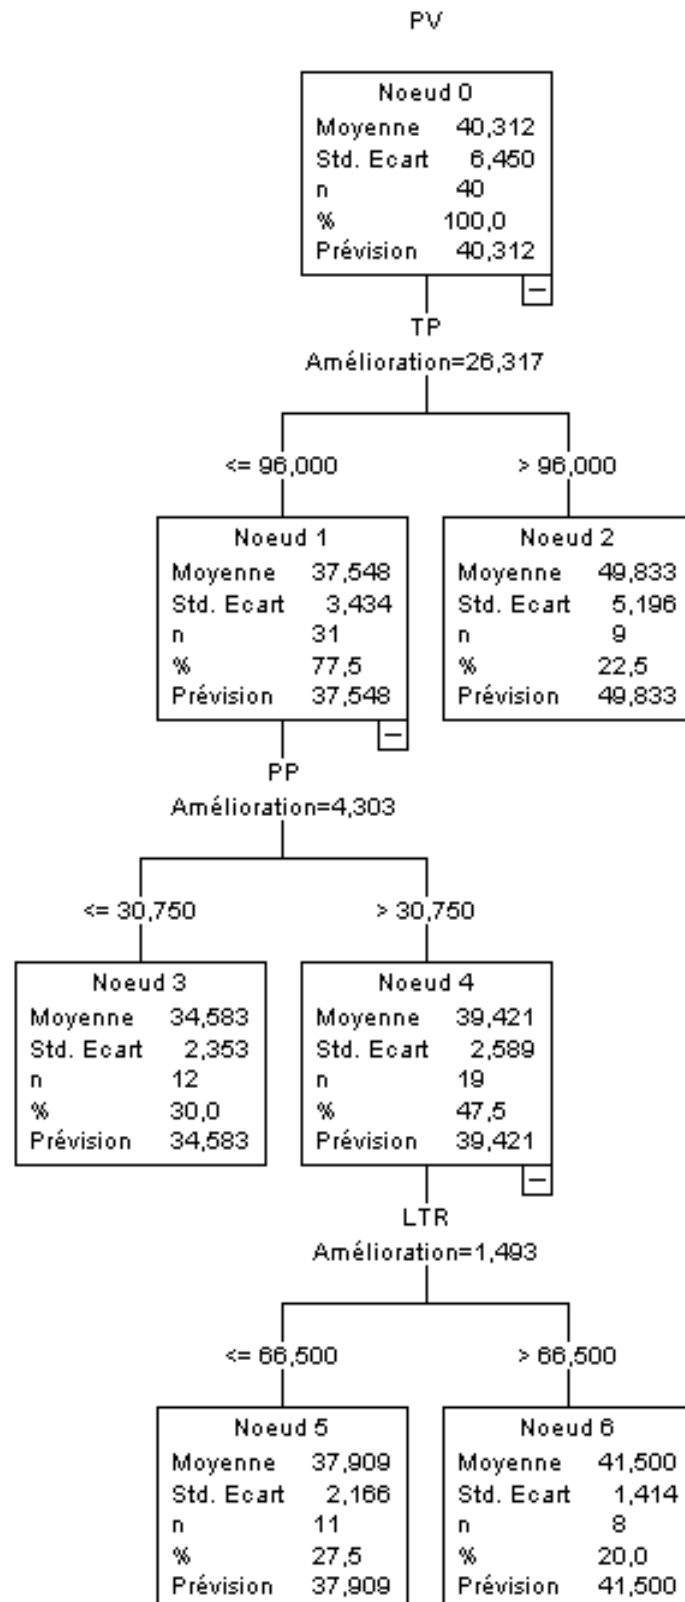 PV
Noeud 0
Moyenne 40,312
Std. Ecart 6,450
n 40
% 100,0
Prévision 40,312
TP
Amélioration=26,317
<= 96,000
> 96,000
Noeud 1
Moyenne 37,548
Std. Ecart 3,434
n 31
% 77,5
Prévision 37,548
Noeud 2
Moyenne 49,833
Std. Ecart 5,196
n 9
% 22,5
Prévision 49,833
PP
Amélioration=4,303
<= 30,750
> 30,750
Noeud 3
Moyenne 34,583
Std. Ecart 2,353
n 12
% 30,0
Prévision 34,583
Noeud 4
Moyenne 39,421
Std. Ecart 2,589
n 19
% 47,5
Prévision 39,421
LTR
Amélioration=1,493
<= 66,500
> 66,500
Noeud 5
Moyenne 37,909
Std. Ecart 2,166
n 11
% 27,5
Prévision 37,909
Noeud 6
Moyenne 41,500
Std. Ecart 1,414
n 8
% 20,0
Prévision 41,500